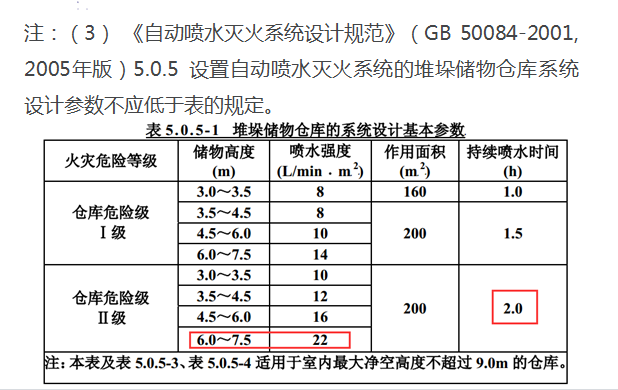 注：（3）《自动喷水灭火系统设计规范》（GB 50084-2001,
2005年版）5.0.5 设置自动喷水灭火系统的堆垛储物仓库系统
设计参数不应低于表的规定。
表 5.0.5-1 堆垛储物仓库的系统设计基本参数
火灾危险等级 储物高度(m) 喷水强度(L/min．m²) 作用面积(m²) 持续喷水时间(h)
仓库危险级Ⅰ级 3.0～3.5 8 160 1.0
3.5～4.5 8 200 1.5
4.5～6.0 10
6.0～7.5 14
仓库危险级Ⅱ级 3.0～3.5 10 200 2.0
3.5～4.5 12
4.5～6.0 16
6.0～7.5 22
注：本表及表 5.0.5-3、表 5.0.5-4 适用于室内最大净空高度不超过 9.0m 的仓库。